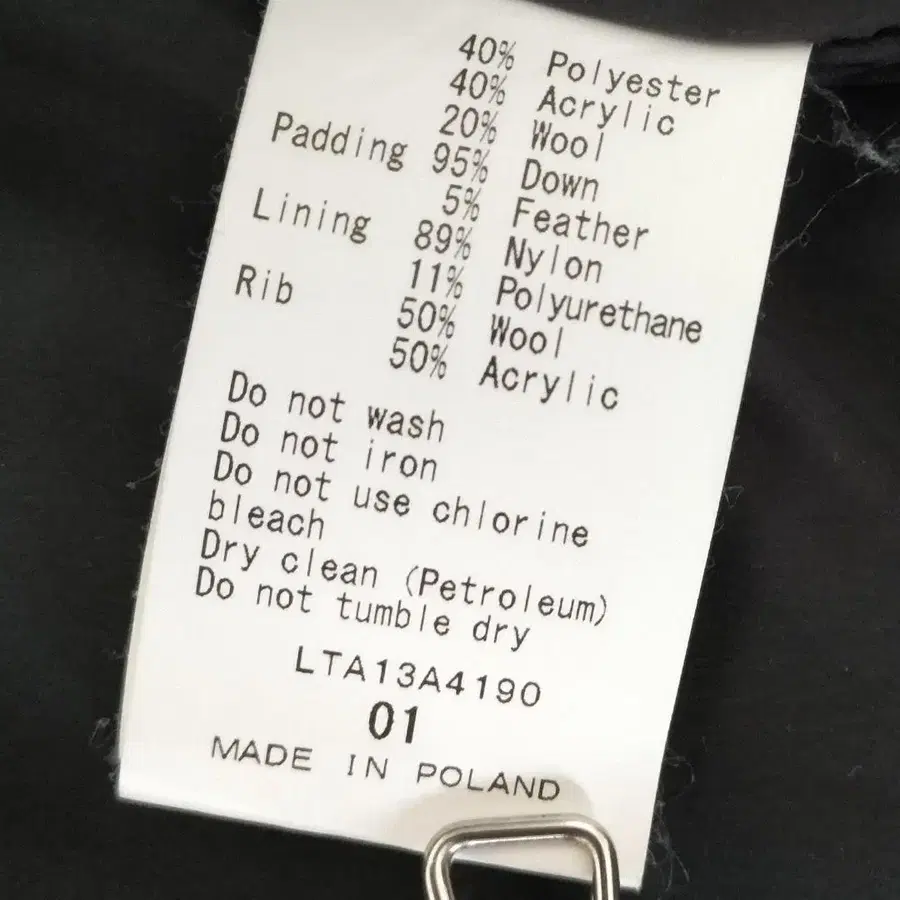 40% Polyester
40% Acrylic
20% Wool
Padding 95% Down
5% Feather
Lining 89% Nylon
11% Polyurethane
Rib 50% Wool
50% Acrylic
Do not wash
Do not iron
Do not use chlorine
bleach
Dry clean (Petroleum)
Do not tumble dry
LTA13A4190
01
MADE IN POLAND